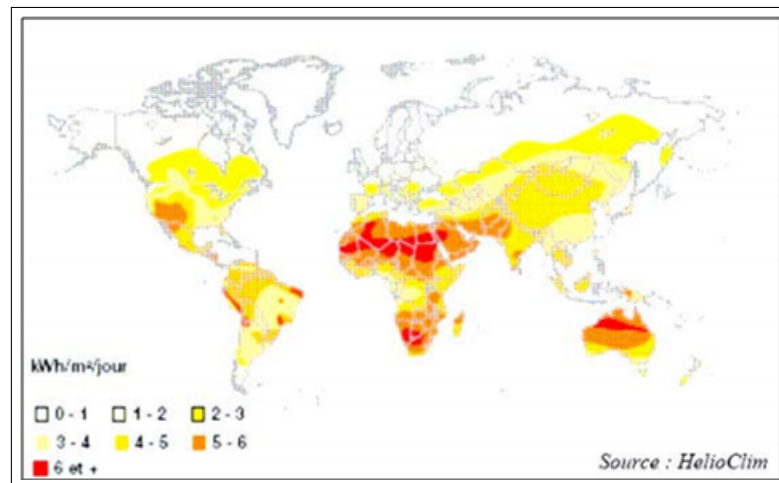 kWh/m²/jour
0 - 1 1 - 2 2 - 3
3 - 4 4 - 5 5 - 6
6 et +
Source : HelioClim